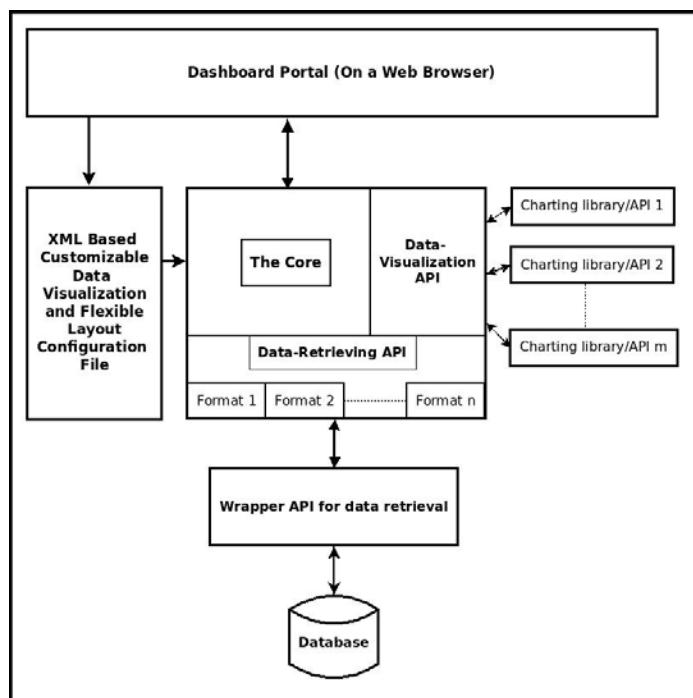 Dashboard Portal (On a Web Browser)
XML Based
Customizable
Data
Visualization
and Flexible
Layout
Configuration
File
The Core
Data-
Visualization
API
Charting library/API 1
Charting library/API 2
Charting library/API m
Data-Retrieving API
Format 1
Format 2
Format n
Wrapper API for data retrieval
Database